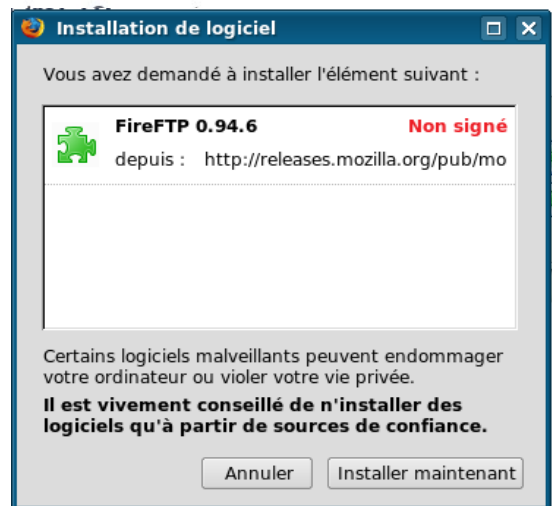 Installation de logiciel
Vous avez demandé à installer l'élément suivant :
FireFTP 0.94.6 Non signé
depuis : http://releases.mozilla.org/pub/mo
Certains logiciels malveillants peuvent endommager
votre ordinateur ou violer votre vie privée.
Il est vivement conseillé de n'installer des
logiciels qu'à partir de sources de confiance.
Annuler Installer maintenant